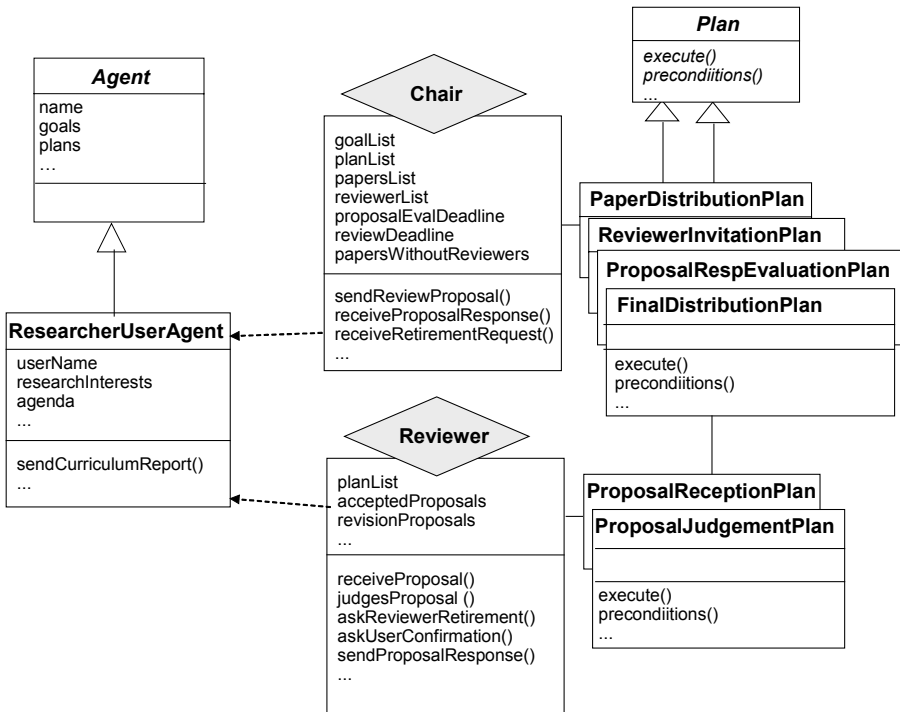 Agent
name
goals
plans
...
ResearcherUserAgent
userName
researchInterests
agenda
...
sendCurriculumReport()
...
Chair
goalList
planList
papersList
reviewerList
proposalEvalDeadline
reviewDeadline
papersWithoutReviewers
sendReviewProposal()
receiveProposalResponse()
receiveRetirementRequest()
...
Reviewer
planList
acceptedProposals
revisionProposals
...
receiveProposal()
judgesProposal ()
askReviewerRetirement()
askUserConfirmation()
sendProposalResponse()
...
Plan
execute()
precondiitions()
...
PaperDistributionPlan
ReviewerInvitationPlan
ProposalRespEvaluationPlan
FinalDistributionPlan
execute()
precondiitions()
...
ProposalReceptionPlan
ProposalJudgementPlan
execute()
precondiitions()
...